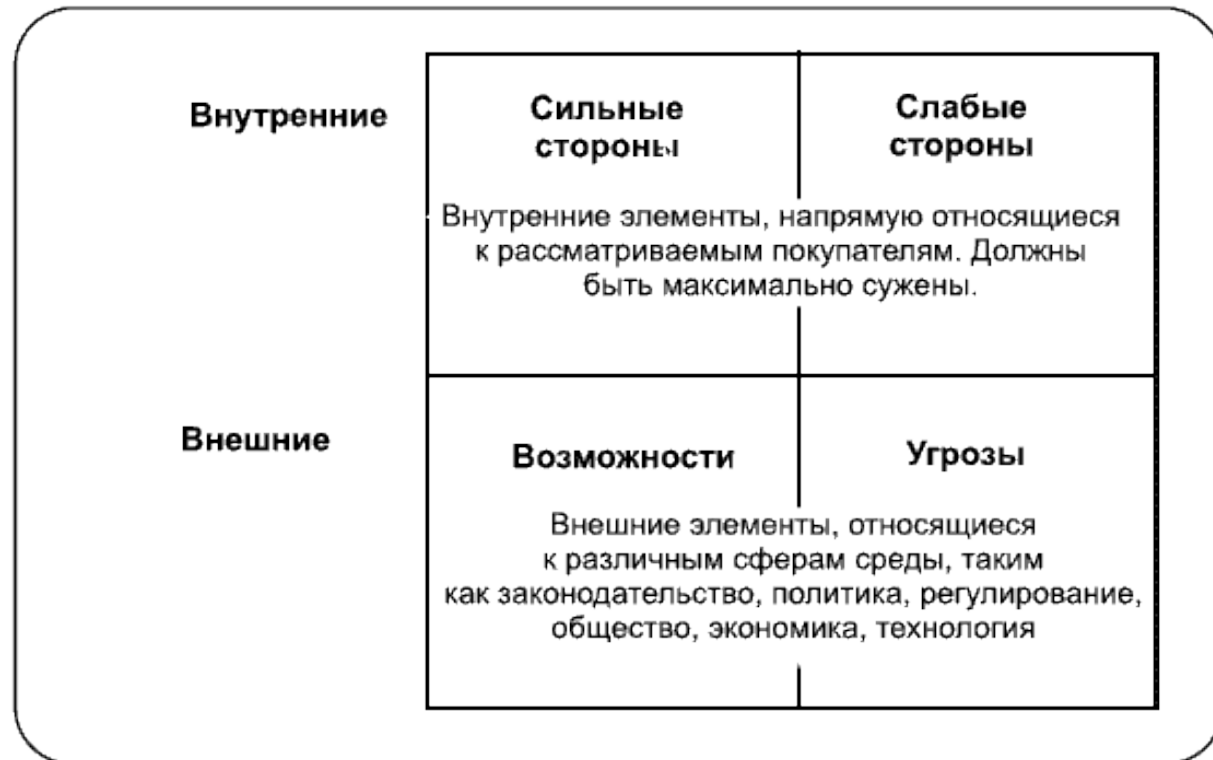 Внутренние
Сильные
стороны
Слабые
стороны
Внутренние элементы, напрямую относящиеся
к рассматриваемым покупателям. Должны
быть максимально сужены.
Внешние
Возможности
Угрозы
Внешние элементы, относящиеся
к различным сферам среды, таким
как законодательство, политика, регулирование,
общество, экономика, технология